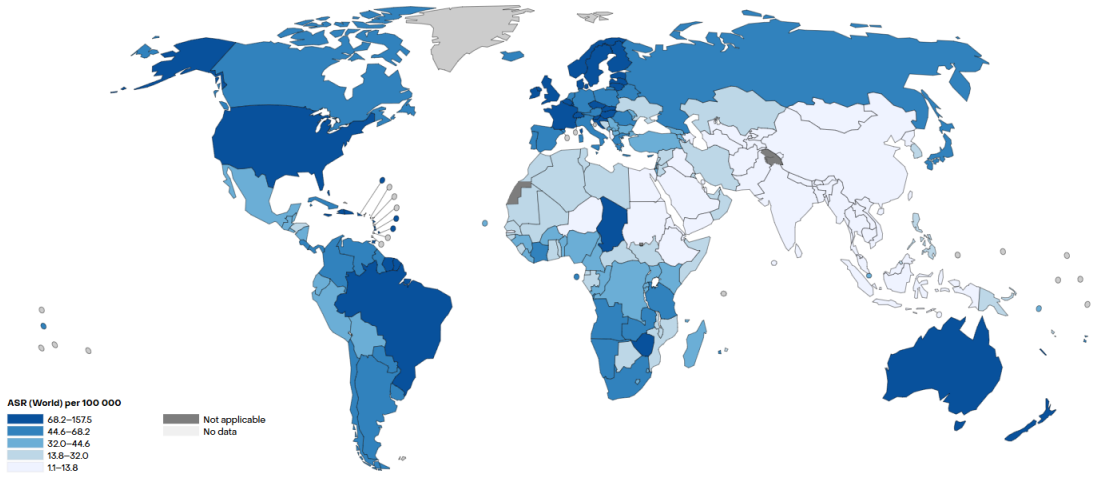 ASR (World) per 100 000
68.2–157.5
44.6–68.2
32.0–44.6
13.8–32.0
1.1–13.8
Not applicable
No data